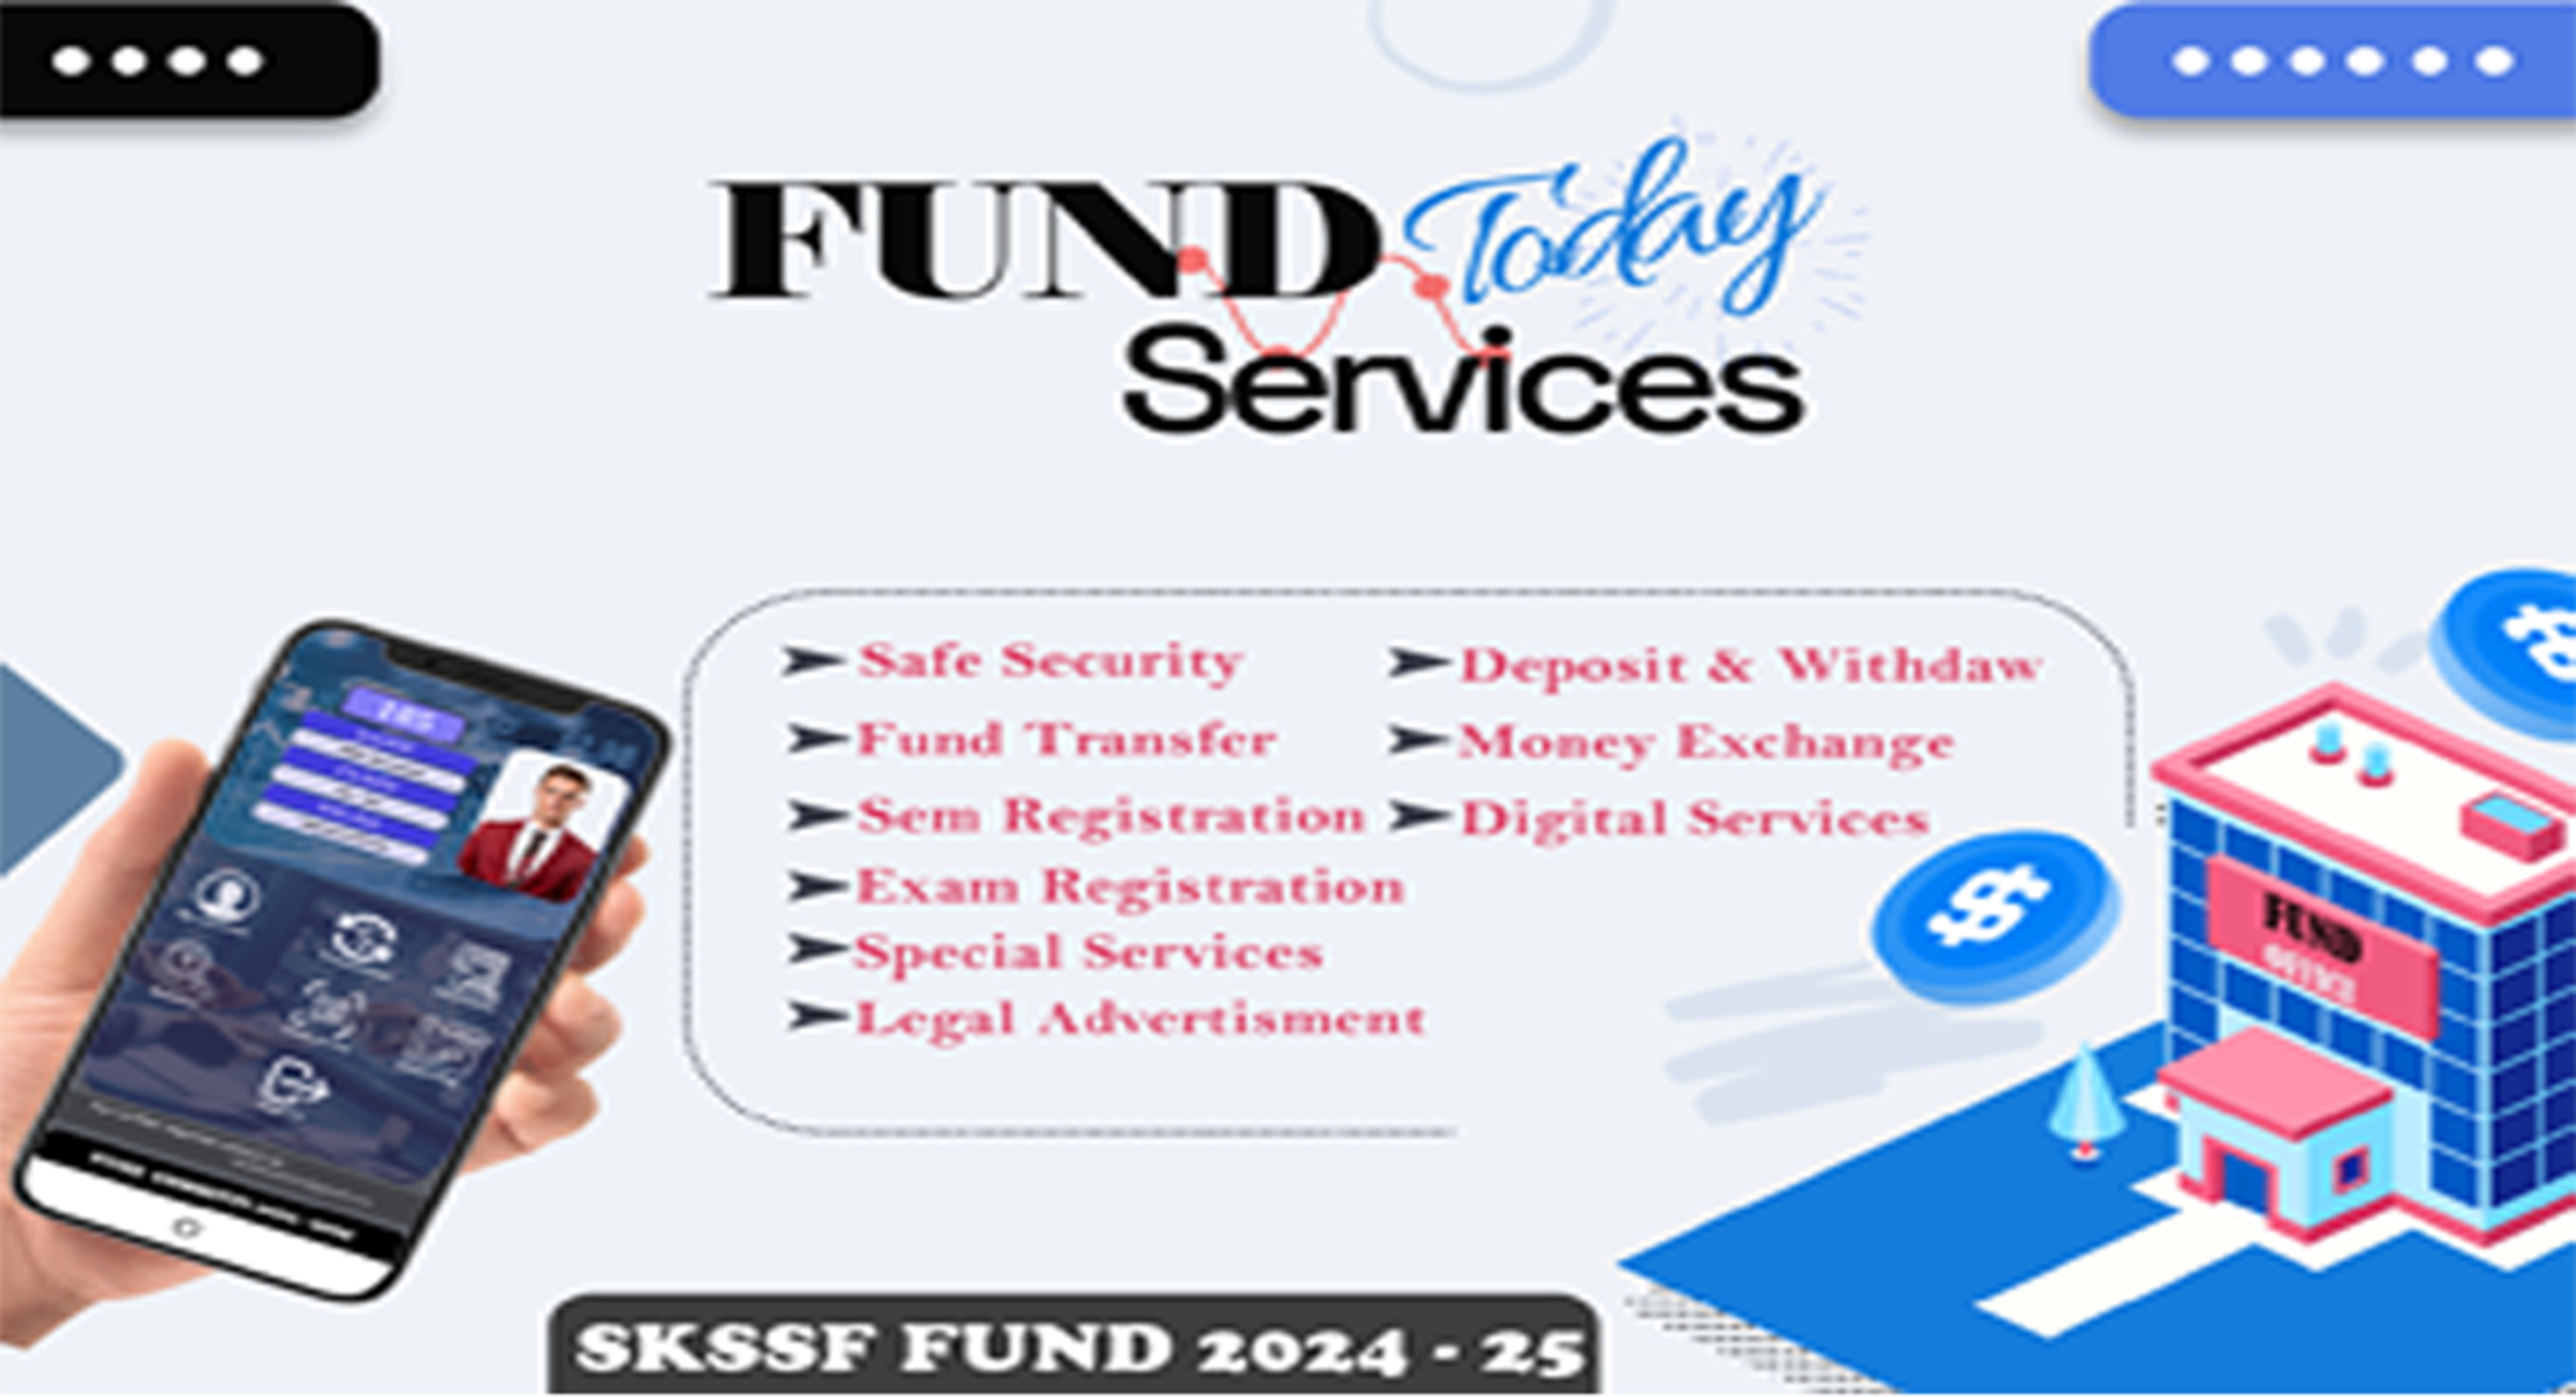 FUND Today
Services
Safe Security
Fund Transfer
Sem Registration
Exam Registration
Special Services
Legal Advertisment
Deposit & Withdaw
Money Exchange
Digital Services
FUND
OFFICE
SKSSF FUND 2024 - 25